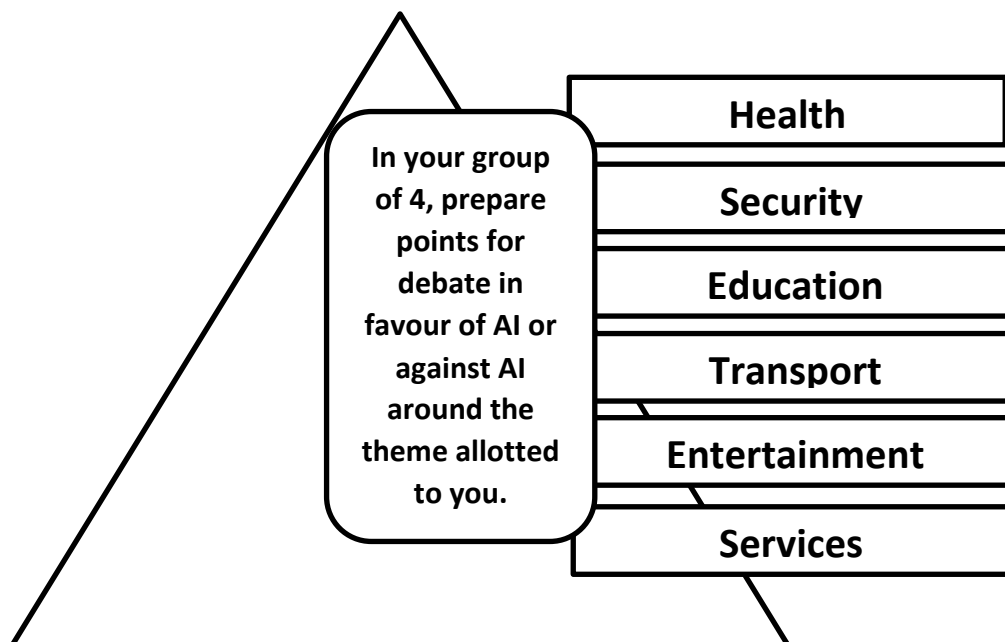 In your group
of 4, prepare
points for
debate in
favour of AI or
against AI
around the
theme allotted
to you.
Health
Security
Education
Transport
Entertainment
Services